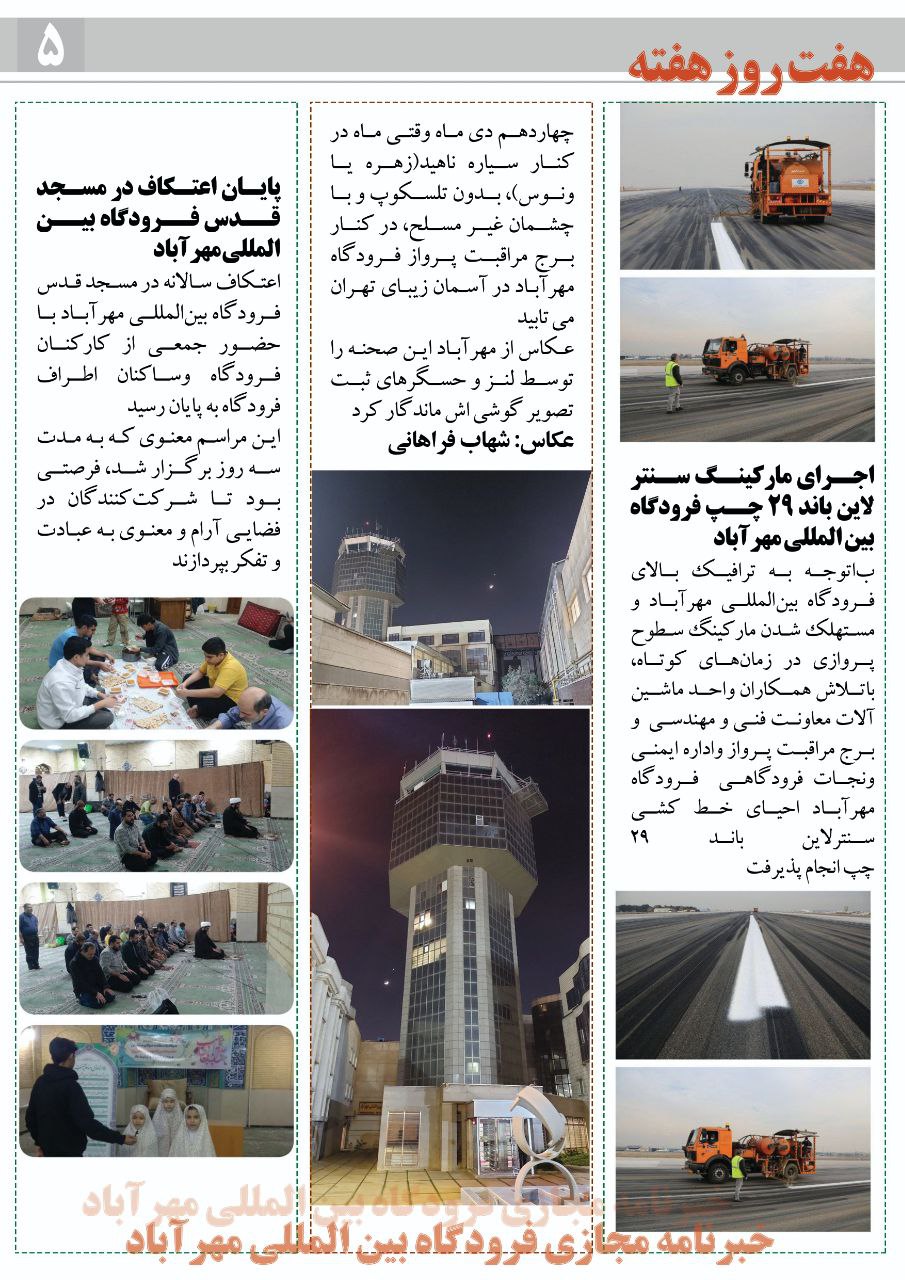 ۵
هفت روز هفته
اجرای مارکینگ سنتر
لاین باند ۲۹ چپ فرودگاه
بین المللی مهرآباد
باتوجه به ترافیک بالای
فرودگاه بین‌المللی مهرآباد و
مستهلک شدن مارکینگ سطوح
پروازی در زمان‌های کوتاه،
باتلاش همکاران واحد ماشین
آلات معاونت فنی و مهندسی و
برج مراقبت پرواز واداره ایمنی
ونجات فرودگاهی فرودگاه
مهرآباد احیای خط کشی
سنترلاین باند ۲۹
چپ انجام پذیرفت
چهاردهم دی ماه وقتی ماه در
کنار سیاره ناهید(زهره یا
ونوس)، بدون تلسکوپ و با
چشمان غیر مسلح، در کنار
برج مراقبت پرواز فرودگاه
مهرآباد در آسمان زیبای تهران
می تابید
عکاس از مهرآباد این صحنه را
توسط لنز و حسگرهای ثبت
تصویر گوشی اش ماندگار کرد
عکاس: شهاب فراهانی
پایان اعتکاف در مسجد
قدس فرودگاه بین
المللی مهرآباد
اعتکاف سالانه در مسجد قدس
فرودگاه بین‌المللی مهرآباد با
حضور جمعی از کارکنان
فرودگاه وساکنان اطراف
فرودگاه به پایان رسید
این مراسم معنوی که به مدت
سه روز برگزار شد، فرصتی
بود تا شرکت‌کنندگان در
فضایی آرام و معنوی به عبادت
و تفکر بپردازند
خبرنامه مجازی فرودگاه بین المللی مهرآباد
خبرنامه مجازی فرودگاه بین المللی مهرآباد